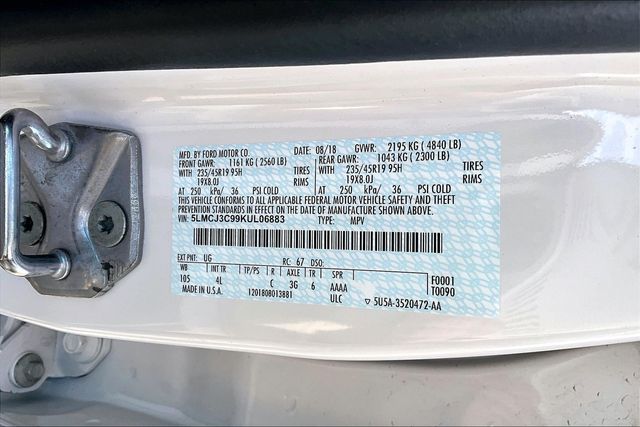 MFD. BY FORD MOTOR CO. 08/18 GVWR: 2195 KG ( 4840 LB)
FRONT GAWR: 1161 KG ( 2560 LB) REAR GAWR: 1043 KG ( 2300 LB)
WITH 235/45R19 95H TIRES WITH 235/45R19 95H TIRES
19X8.0J RIMS 19X8.0J RIMS
AT 250 kPa/ 36 PSI COLD AT 250 kPa/ 36 PSI COLD
THIS VEHICLE CONFORMS TO ALL APPLICABLE FEDERAL MOTOR VEHICLE SAFETY AND THEFT
PREVENTION STANDARDS IN EFFECT ON THE DATE OF MANUFACTURE SHOWN ABOVE.
VIN: 5LMCJ3C99KUL06883 TYPE: MPV
EXT PNT: UG RC: 67 DSO:
WB INT TR TP/PS R AXLE TR SPR F0001
105 4L C 3G 6 AAAA T0090
MADE IN U.S.A. 1201808013881 ULC ▽ 5U5A-3520472-AA